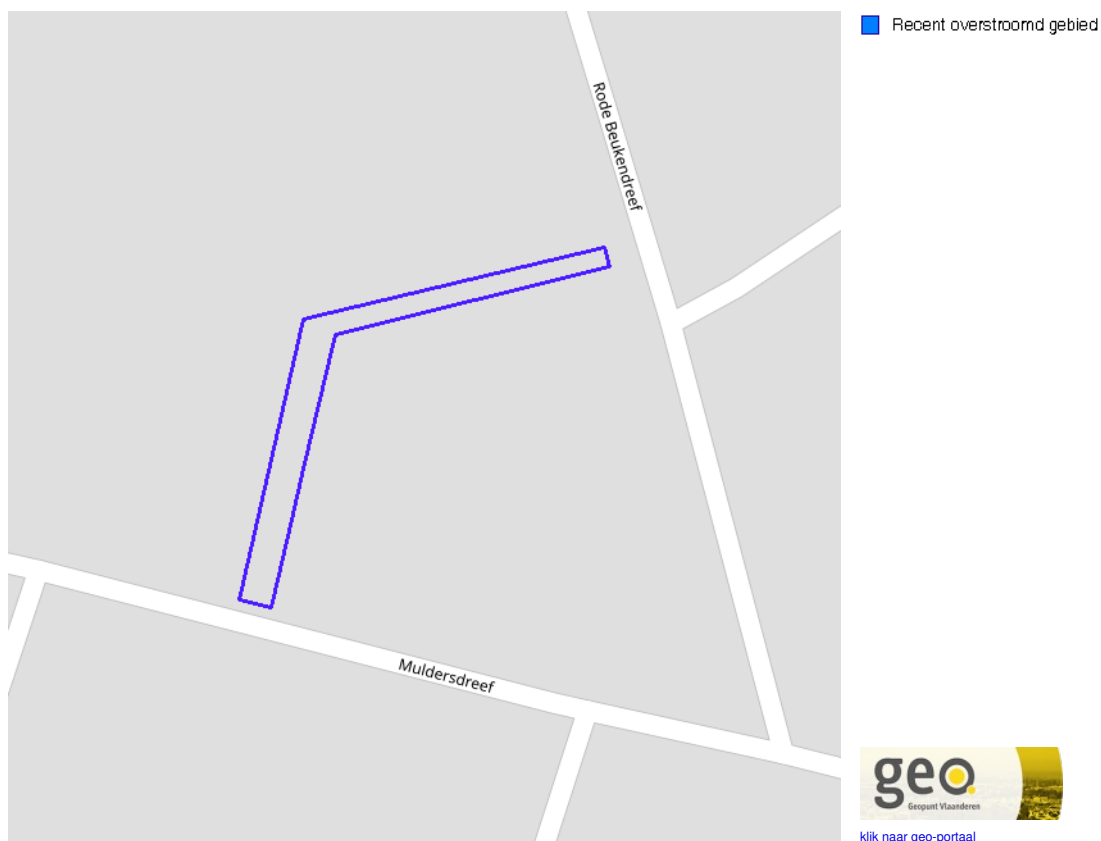 Recent overstroomd gebied
Rode Beukendreef
Muldersdreef
geo
Geopunt Vlaanderen
klik naar geo-portaal